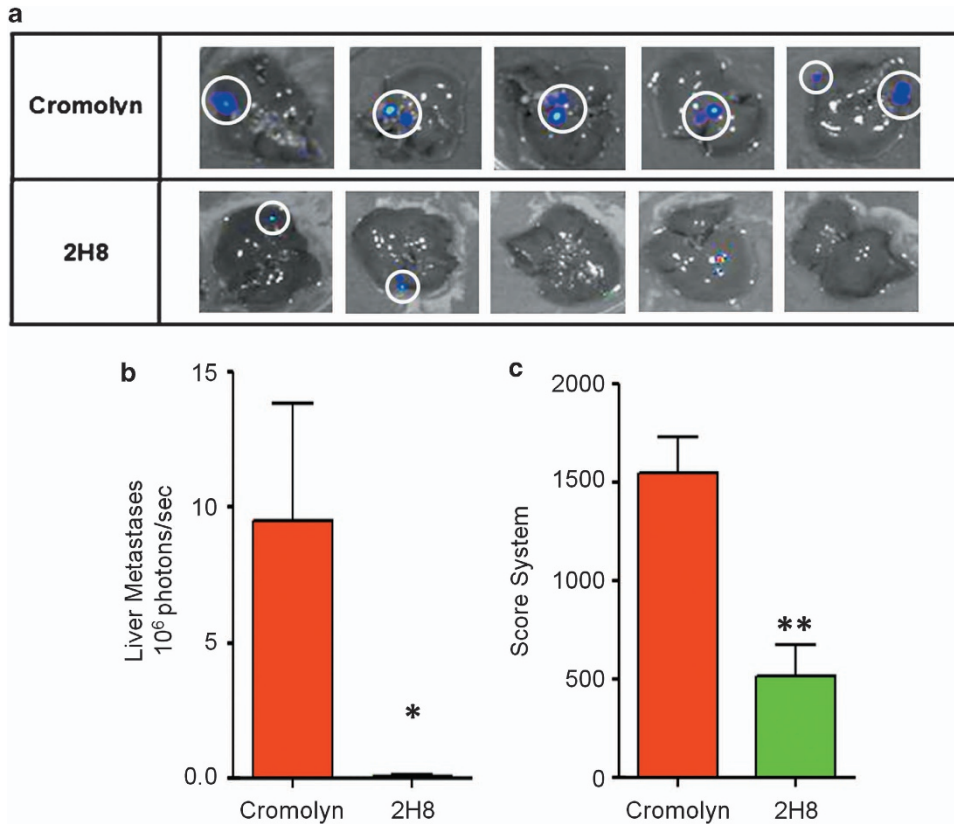 a
Cromolyn
2H8
b
15
10
5
0.0
Liver Metastases
10⁶ photons/sec
*
Cromolyn 2H8
c
2000
1500
1000
500
0
Score System
**
Cromolyn 2H8